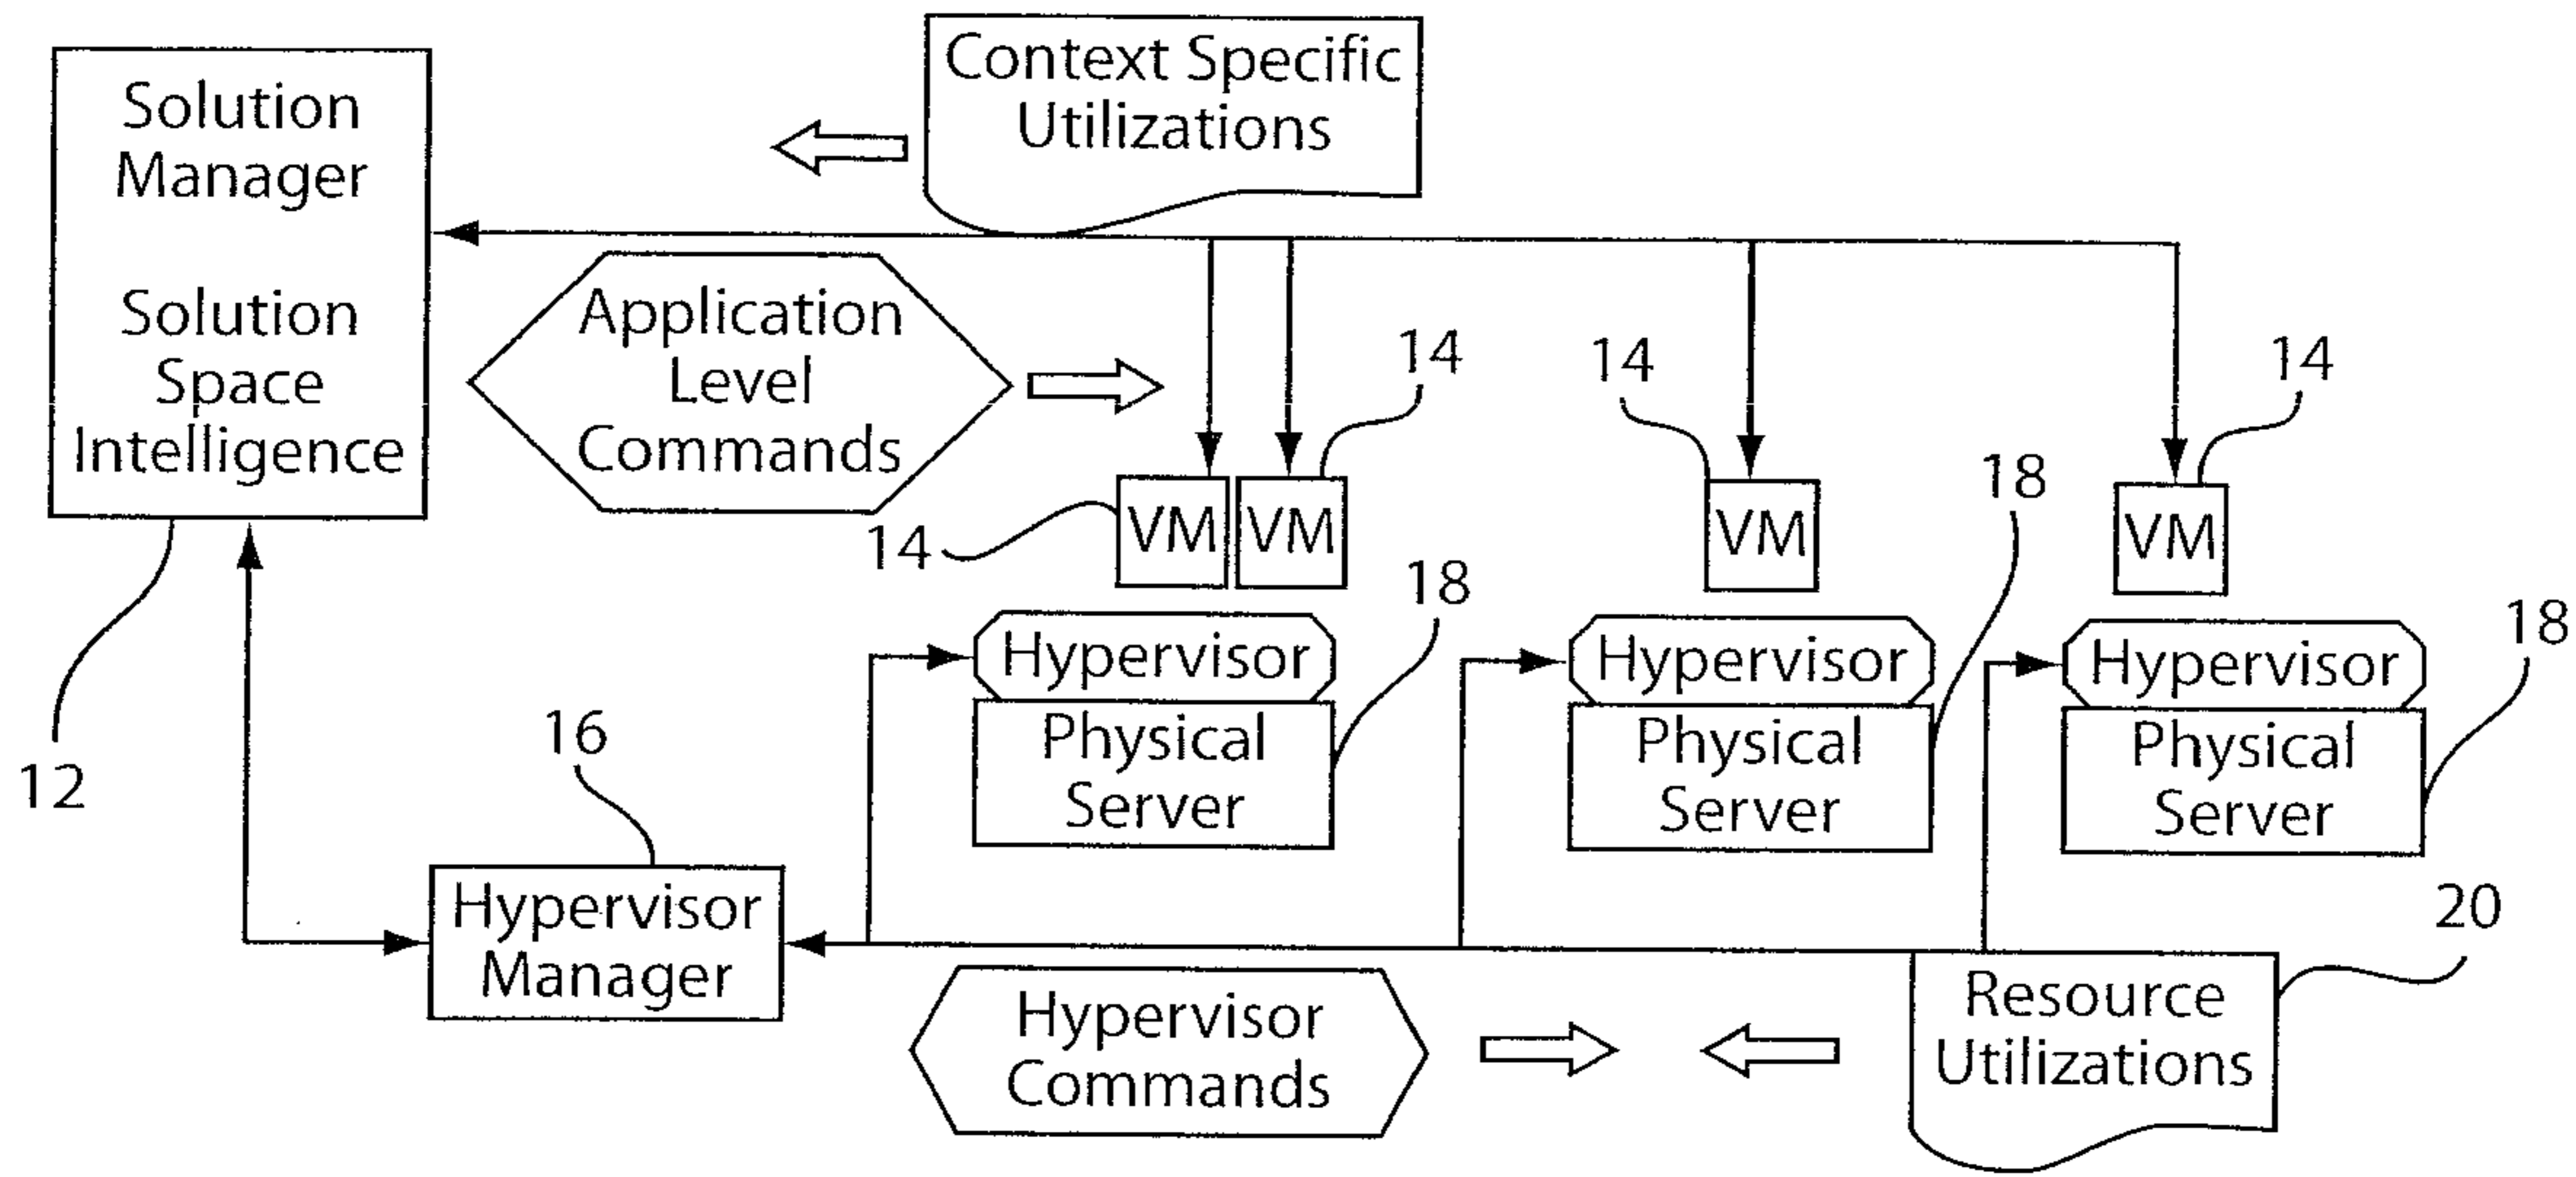 Context Specific
Utilizations
Solution
Manager
Solution
Space
Intelligence
Application
Level
Commands
14
14
14
14
VM
VM
VM
VM
18
18
18
Hypervisor
Physical
Server
Hypervisor
Physical
Server
Hypervisor
Physical
Server
12
16
Hypervisor
Manager
20
Hypervisor
Commands
Resource
Utilizations